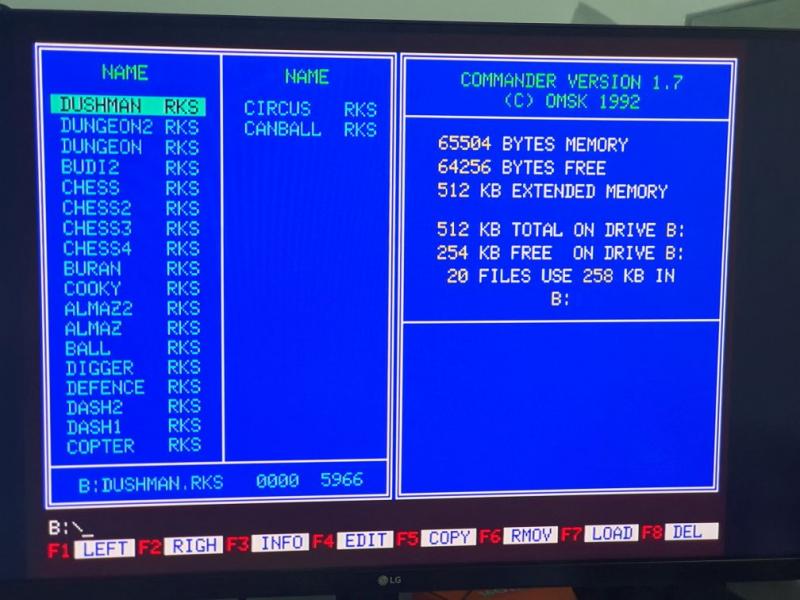 NAME
DUSHMAN RKS
DUNGEON2 RKS
DUNGEON RKS
BUDI2 RKS
CHESS RKS
CHESS2 RKS
CHESS3 RKS
CHESS4 RKS
BURAN RKS
COOKY RKS
ALMAZ2 RKS
ALMAZ RKS
BALL RKS
DIGGER RKS
DEFENCE RKS
DASH2 RKS
DASH1 RKS
COPTER RKS
NAME
CIRCUS RKS
CANBALL RKS
B:DUSHMAN.RKS 0000 5966
COMMANDER VERSION 1.7
(C) OMSK 1992
65504 BYTES MEMORY
64256 BYTES FREE
512 KB EXTENDED MEMORY
512 KB TOTAL ON DRIVE B:
254 KB FREE ON DRIVE B:
20 FILES USE 258 KB IN
B:
B:\_
F1 LEFT F2 RIGH F3 INFO F4 EDIT F5 COPY F6 RMOV F7 LOAD F8 DEL
LG